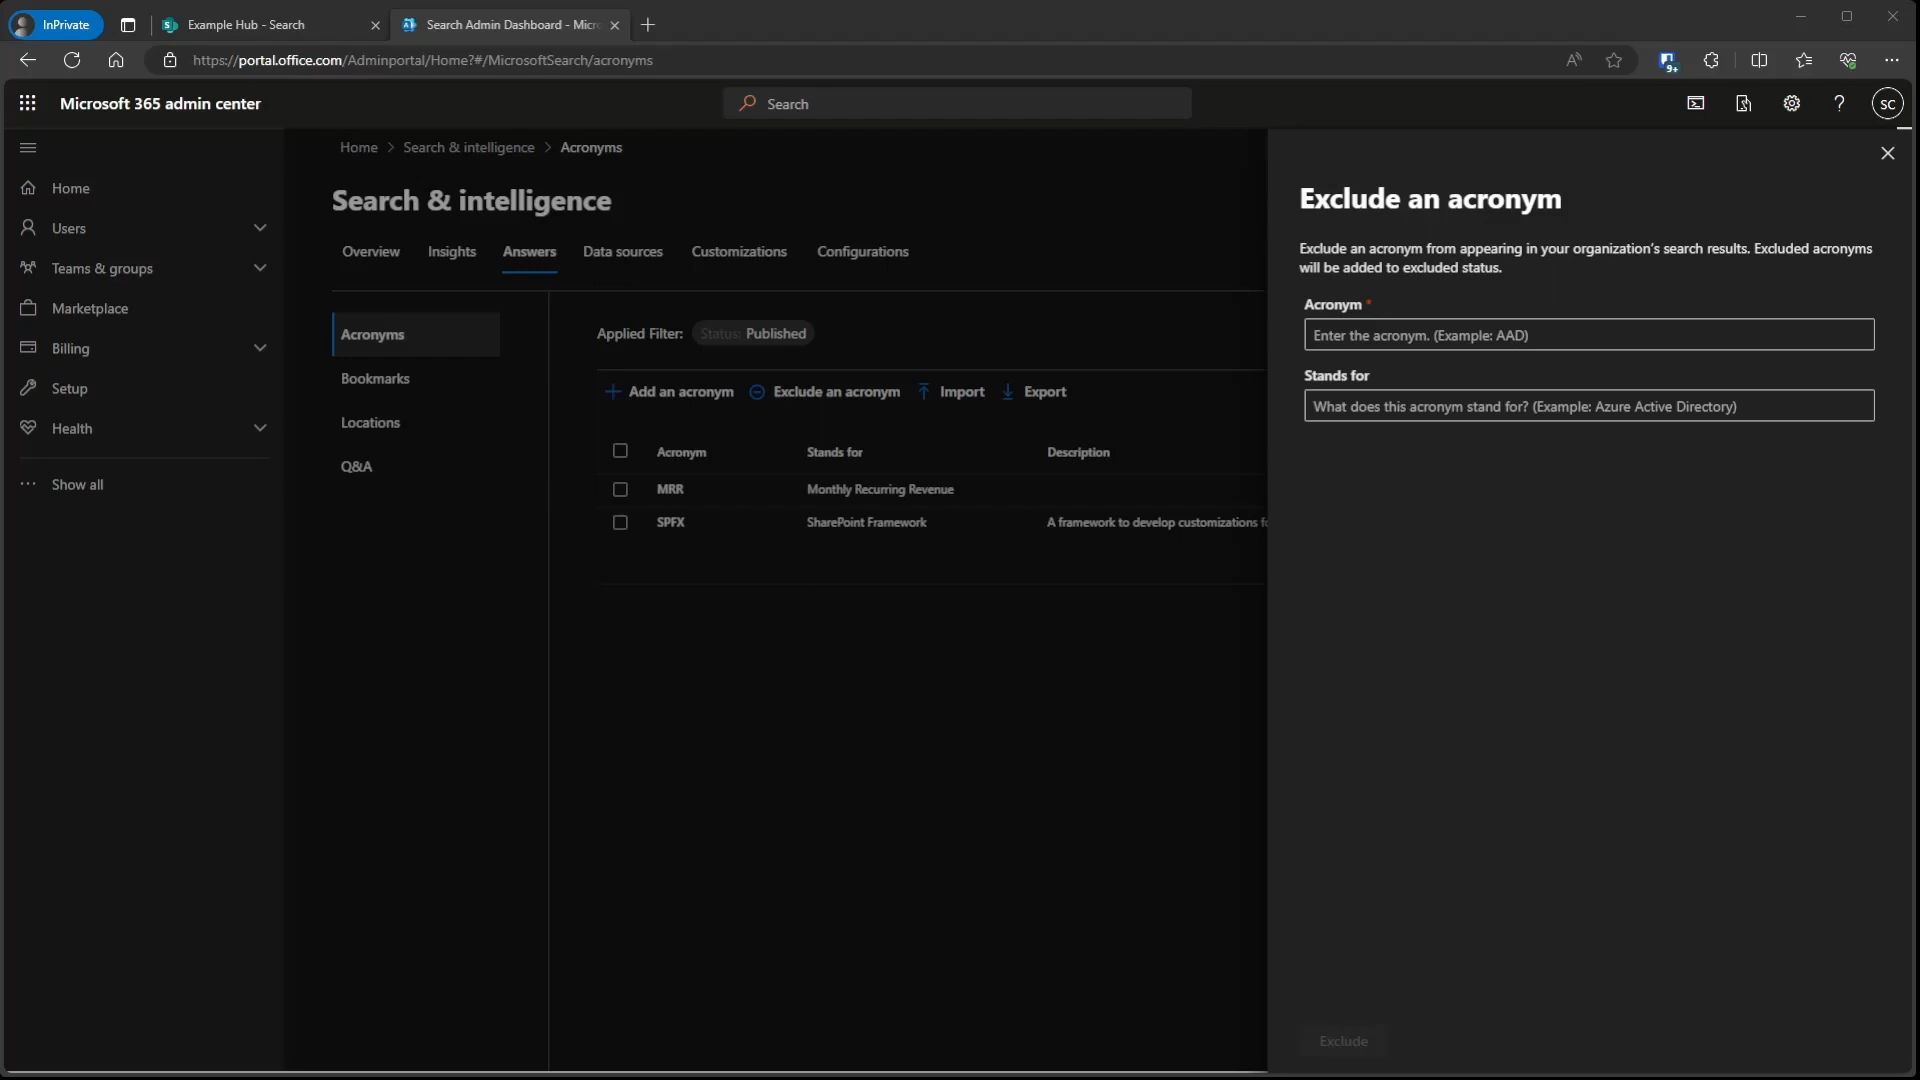 InPrivate
Example Hub - Search
Search Admin Dashboard - Micr
https://portal.office.com/Adminportal/Home?#/MicrosoftSearch/acronyms
9+
Microsoft 365 admin center
Search
SC
Home
Users
Teams & groups
Marketplace
Billing
Setup
Health
Show all
Home > Search & intelligence > Acronyms
Search & intelligence
Overview Insights Answers Data sources Customizations Configurations
Acronyms
Bookmarks
Locations
Q&A
Applied Filter: Status: Published
Add an acronym Exclude an acronym Import Export
Acronym Stands for Description
MRR Monthly Recurring Revenue
SPFX SharePoint Framework A framework to develop customizations fo
Exclude an acronym
Exclude an acronym from appearing in your organization's search results. Excluded acronyms
will be added to excluded status.
Acronym *
Enter the acronym. (Example: AAD)
Stands for
What does this acronym stand for? (Example: Azure Active Directory)
Exclude